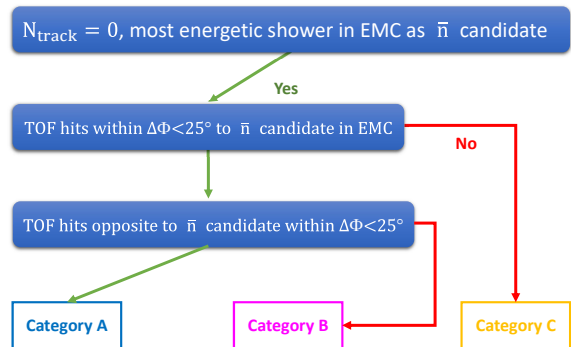 N_track = 0, most energetic shower in EMC as n̄ candidate
Yes
TOF hits within ΔΦ<25° to n̄ candidate in EMC
No
TOF hits opposite to n̄ candidate within ΔΦ<25°
Category A
Category B
Category C